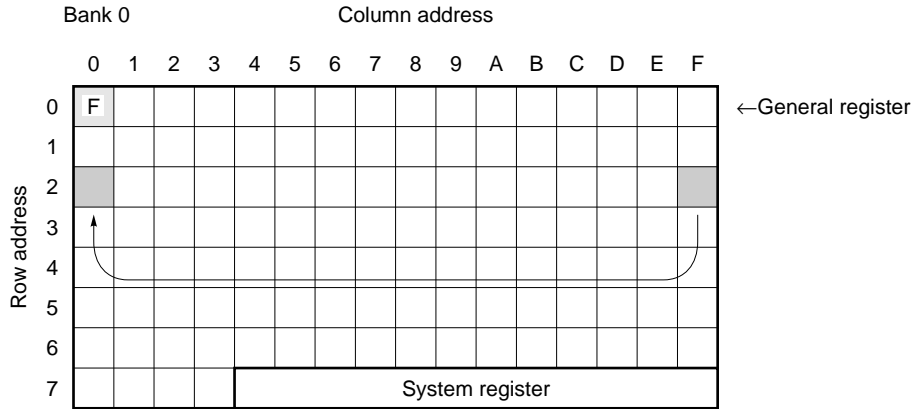 Bank 0 Column address
0 1 2 3 4 5 6 7 8 9 A B C D E F
0 F ←General register
1
2
3
4
5
6
7 System register
Row address